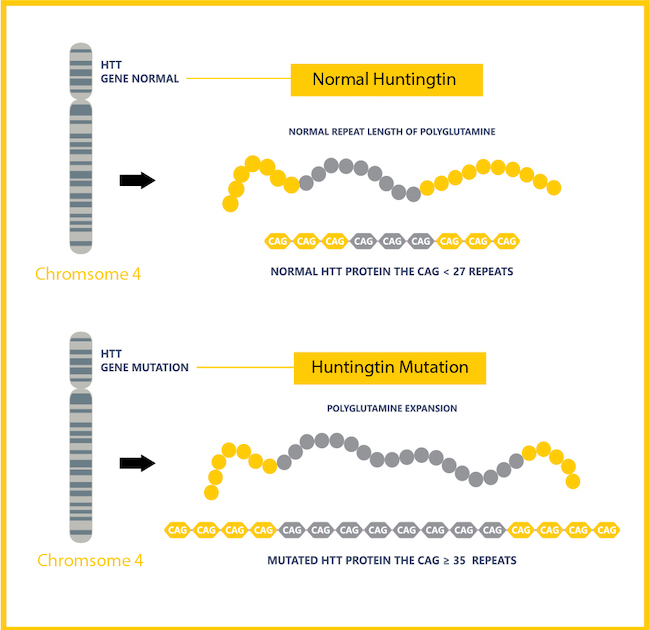 HTT
GENE NORMAL
Normal Huntingtin
NORMAL REPEAT LENGTH OF POLYGLUTAMINE
CAG CAG CAG CAG CAG CAG CAG CAG CAG
Chromsome 4
NORMAL HTT PROTEIN THE CAG < 27 REPEATS
HTT
GENE MUTATION
Huntingtin Mutation
POLYGLUTAMINE EXPANSION
CAG CAG CAG CAG CAG CAG CAG CAG CAG CAG CAG CAG CAG CAG CAG CAG
Chromsome 4
MUTATED HTT PROTEIN THE CAG ≥ 35 REPEATS